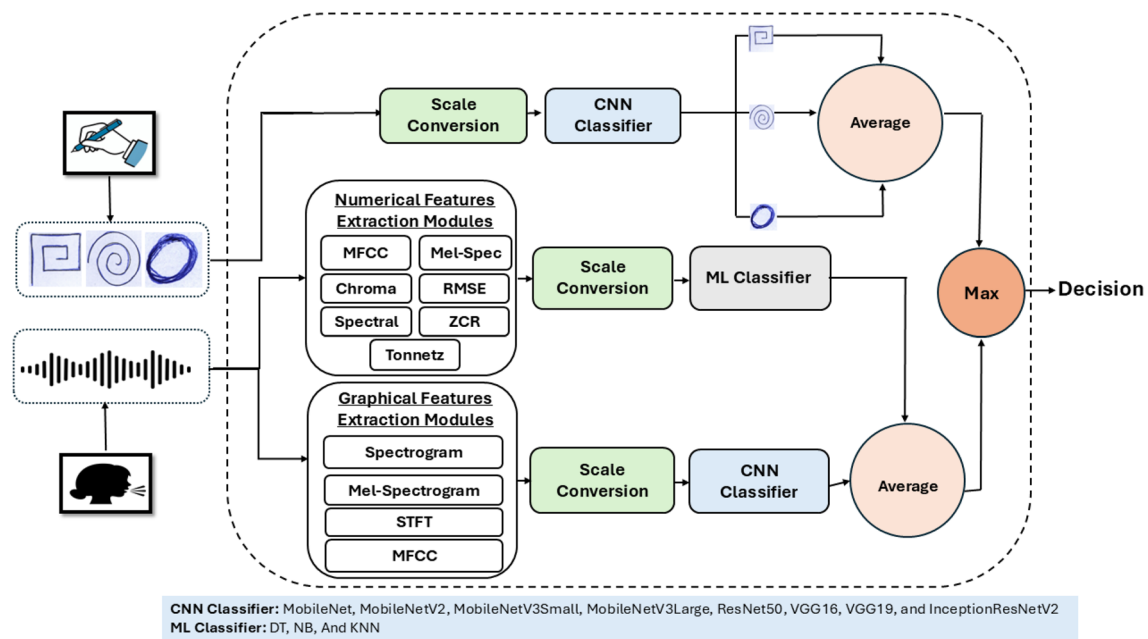 Scale
Conversion
CNN
Classifier
Average
Numerical Features
Extraction Modules
MFCC
Mel-Spec
Chroma
RMSE
Spectral
ZCR
Tonnetz
Scale
Conversion
ML Classifier
Max
Decision
Graphical Features
Extraction Modules
Spectrogram
Mel-Spectrogram
STFT
MFCC
Scale
Conversion
CNN
Classifier
Average
CNN Classifier: MobileNet, MobileNetV2, MobileNetV3Small, MobileNetV3Large, ResNet50, VGG16, VGG19, and InceptionResNetV2
ML Classifier: DT, NB, And KNN